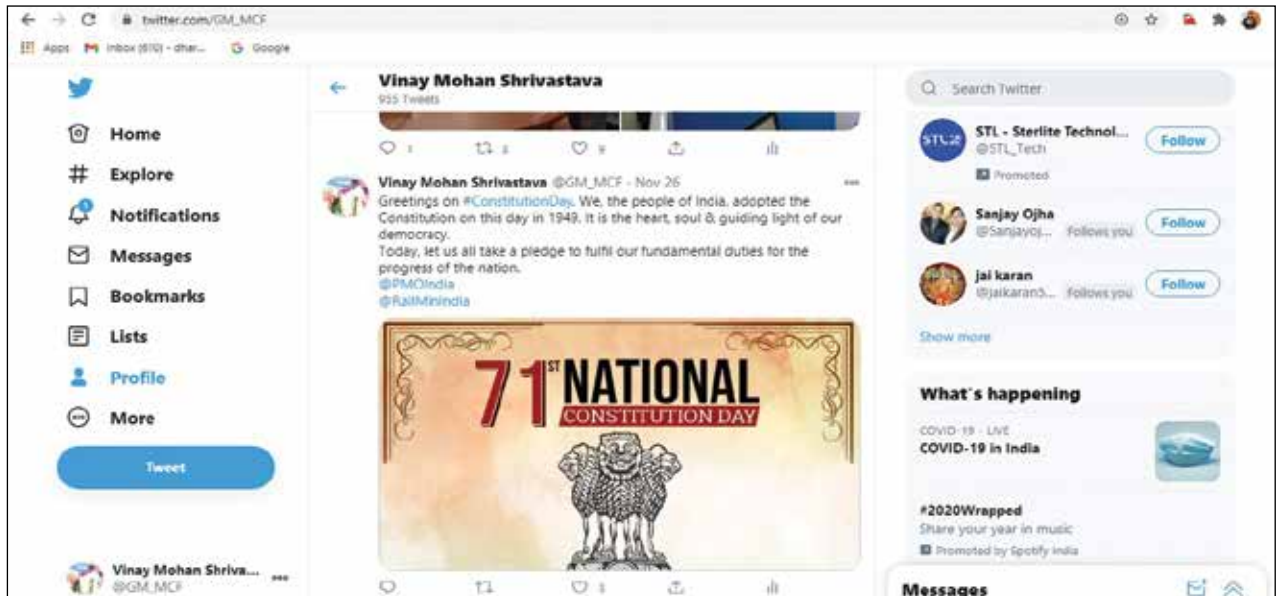 twitter.com/GM_MCF
Apps Inbox (610) - dhar... Google
Home
Explore
Notifications
Messages
Bookmarks
Lists
Profile
More
Tweet
Vinay Mohan Shriva...
@GM_MCF
Vinay Mohan Shrivastava
955 Tweets
Vinay Mohan Shrivastava @GM_MCF - Nov 26
Greetings on #ConstitutionDay. We, the people of India, adopted the
Constitution on this day in 1949. It is the heart, soul & guiding light of our
democracy.
Today, let us all take a pledge to fulfil our fundamental duties for the
progress of the nation.
@PMOIndia
@RailMinIndia
71ST NATIONAL
CONSTITUTION DAY
Search Twitter
STL - Sterlite Technol...
@STL_Tech
Follow
Promoted
Sanjay Ojha
@Sanjayoj... Follows you
Follow
jai karan
@jaikaran5... Follows you
Follow
Show more
What's happening
COVID-19 · LIVE
COVID-19 in India
#2020Wrapped
Share your year in music
Promoted by Spotify India
Messages